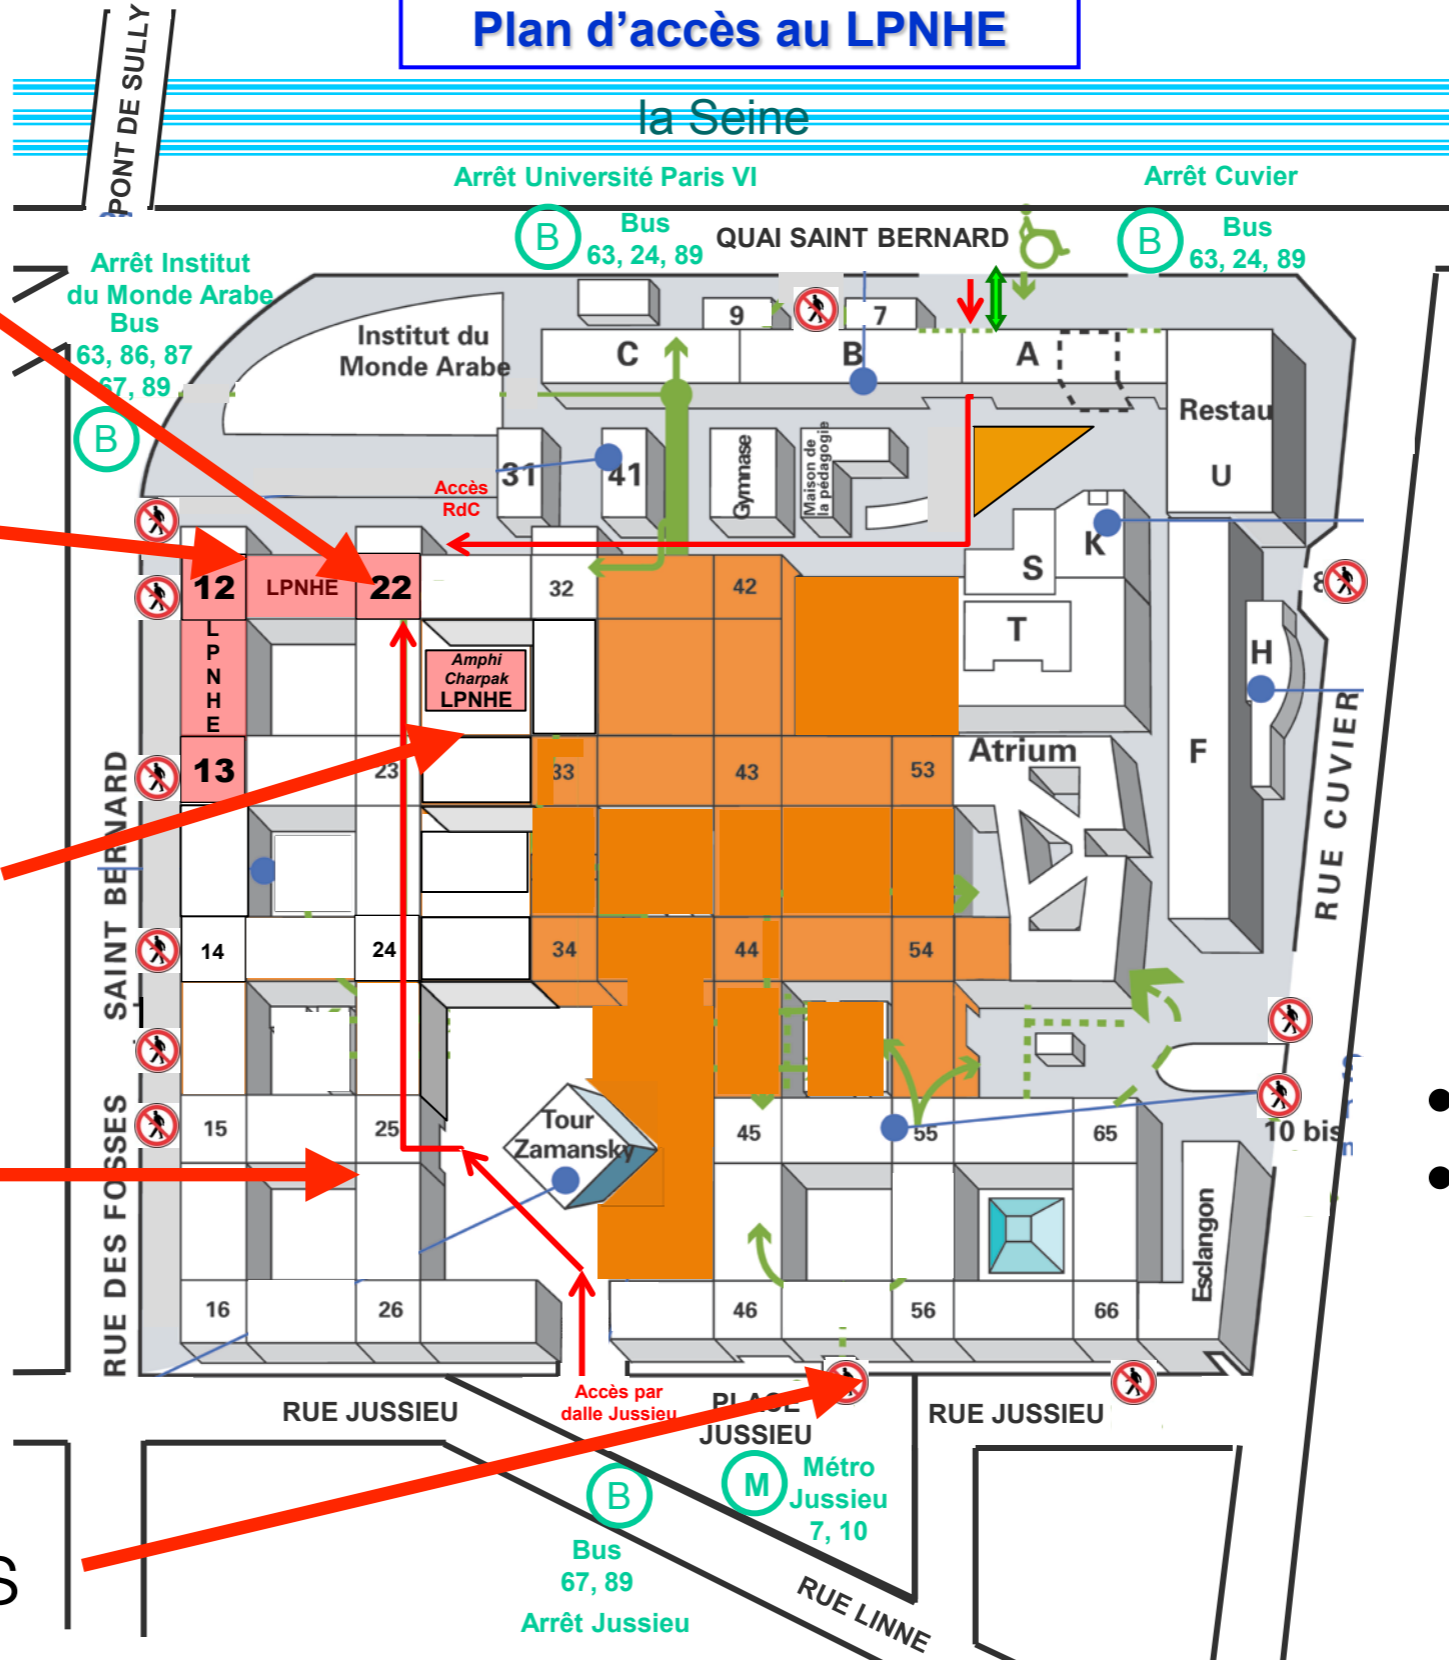 Plan d'accès au LPNHE
PONT DE SULLY
la Seine
Arrêt Université Paris VI
Arrêt Cuvier
B
Bus
63, 24, 89
QUAI SAINT BERNARD
B
Bus
63, 24, 89
Arrêt Institut
du Monde Arabe
Bus
63, 86, 87
67, 89
B
Institut du
Monde Arabe
9
7
C
B
A
Restau
U
31
41
Gymnase
Maison de
la pédagogie
Accès
RdC
K
S
T
8
H
F
12
LPNHE
22
32
42
LPNHE
Amphi
Charpak
LPNHE
13
23
33
43
53
Atrium
RUE CUVIER
14
24
34
44
54
15
25
Tour
Zamansky
45
55
65
10 bis
Esclangon
16
26
46
56
66
RUE DES FOSSES SAINT BERNARD
RUE JUSSIEU
Accès par
dalle Jussieu
PLACE
JUSSIEU
RUE JUSSIEU
B
M
Métro
Jussieu
7, 10
Bus
67, 89
Arrêt Jussieu
RUE LINNE
S